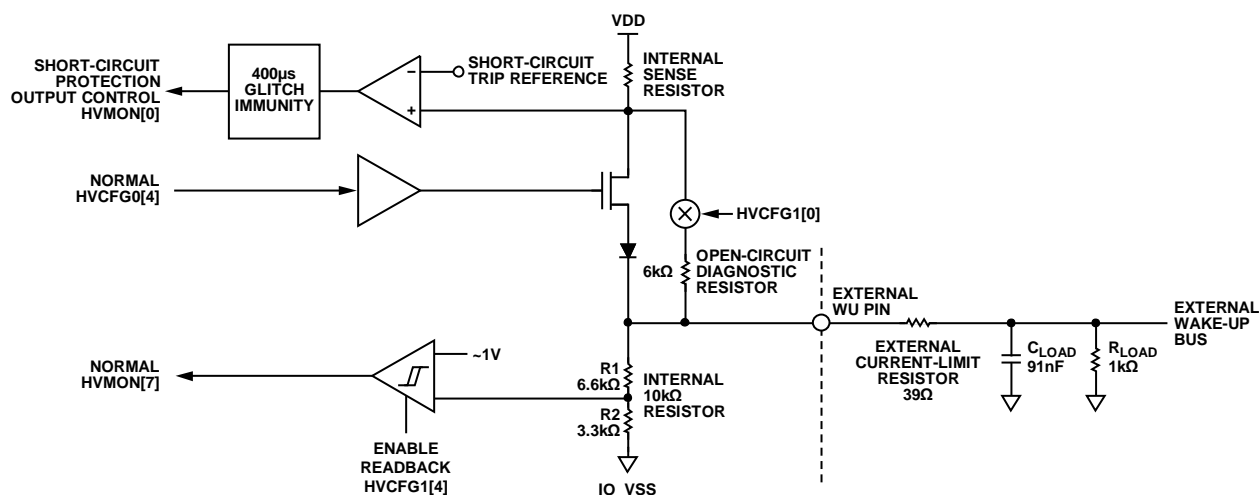 VDD
SHORT-CIRCUIT
PROTECTION
OUTPUT CONTROL
HVMON[0]
400µs
GLITCH
IMMUNITY
–
+
SHORT-CIRCUIT
TRIP REFERENCE
INTERNAL
SENSE
RESISTOR
NORMAL
HVCFG0[4]
HVCFG1[0]
6kΩ
OPEN-CIRCUIT
DIAGNOSTIC
RESISTOR
EXTERNAL
WU PIN
EXTERNAL
CURRENT-LIMIT
RESISTOR
39Ω
CLOAD
91nF
RLOAD
1kΩ
EXTERNAL
WAKE-UP
BUS
NORMAL
HVMON[7]
~1V
R1
6.6kΩ
R2
3.3kΩ
INTERNAL
10kΩ
RESISTOR
ENABLE
READBACK
HVCFG1[4]
IO_VSS